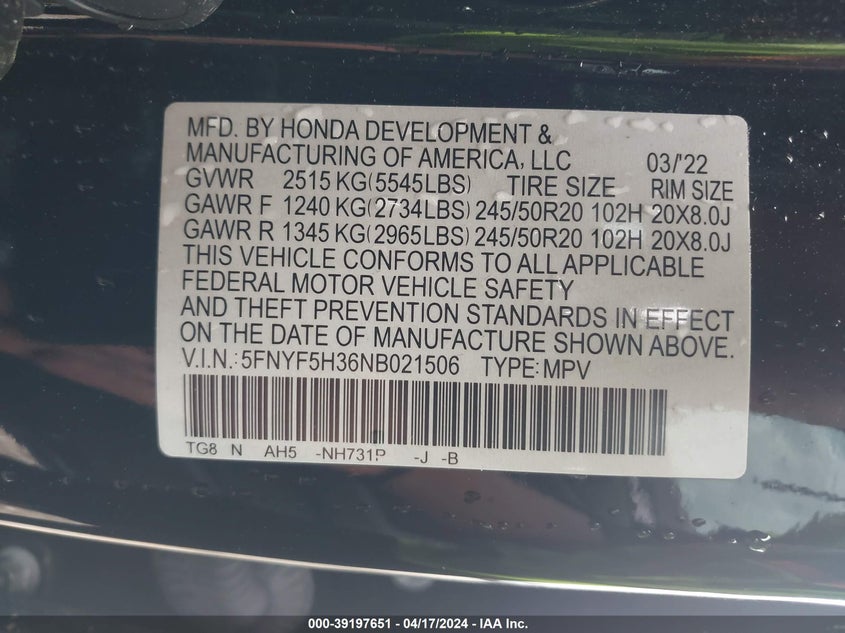 MFD. BY HONDA DEVELOPMENT &
MANUFACTURING OF AMERICA, LLC 03/'22
GVWR 2515 KG(5545LBS) TIRE SIZE RIM SIZE
GAWR F 1240 KG(2734LBS) 245/50R20 102H 20X8.0J
GAWR R 1345 KG(2965LBS) 245/50R20 102H 20X8.0J
THIS VEHICLE CONFORMS TO ALL APPLICABLE
FEDERAL MOTOR VEHICLE SAFETY
AND THEFT PREVENTION STANDARDS IN EFFECT
ON THE DATE OF MANUFACTURE SHOWN ABOVE.
V.I.N.: 5FNYF5H36NB021506 TYPE: MPV
TG8 N AH5 -NH731P -J -B
000-39197651 - 04/17/2024 - IAA Inc.